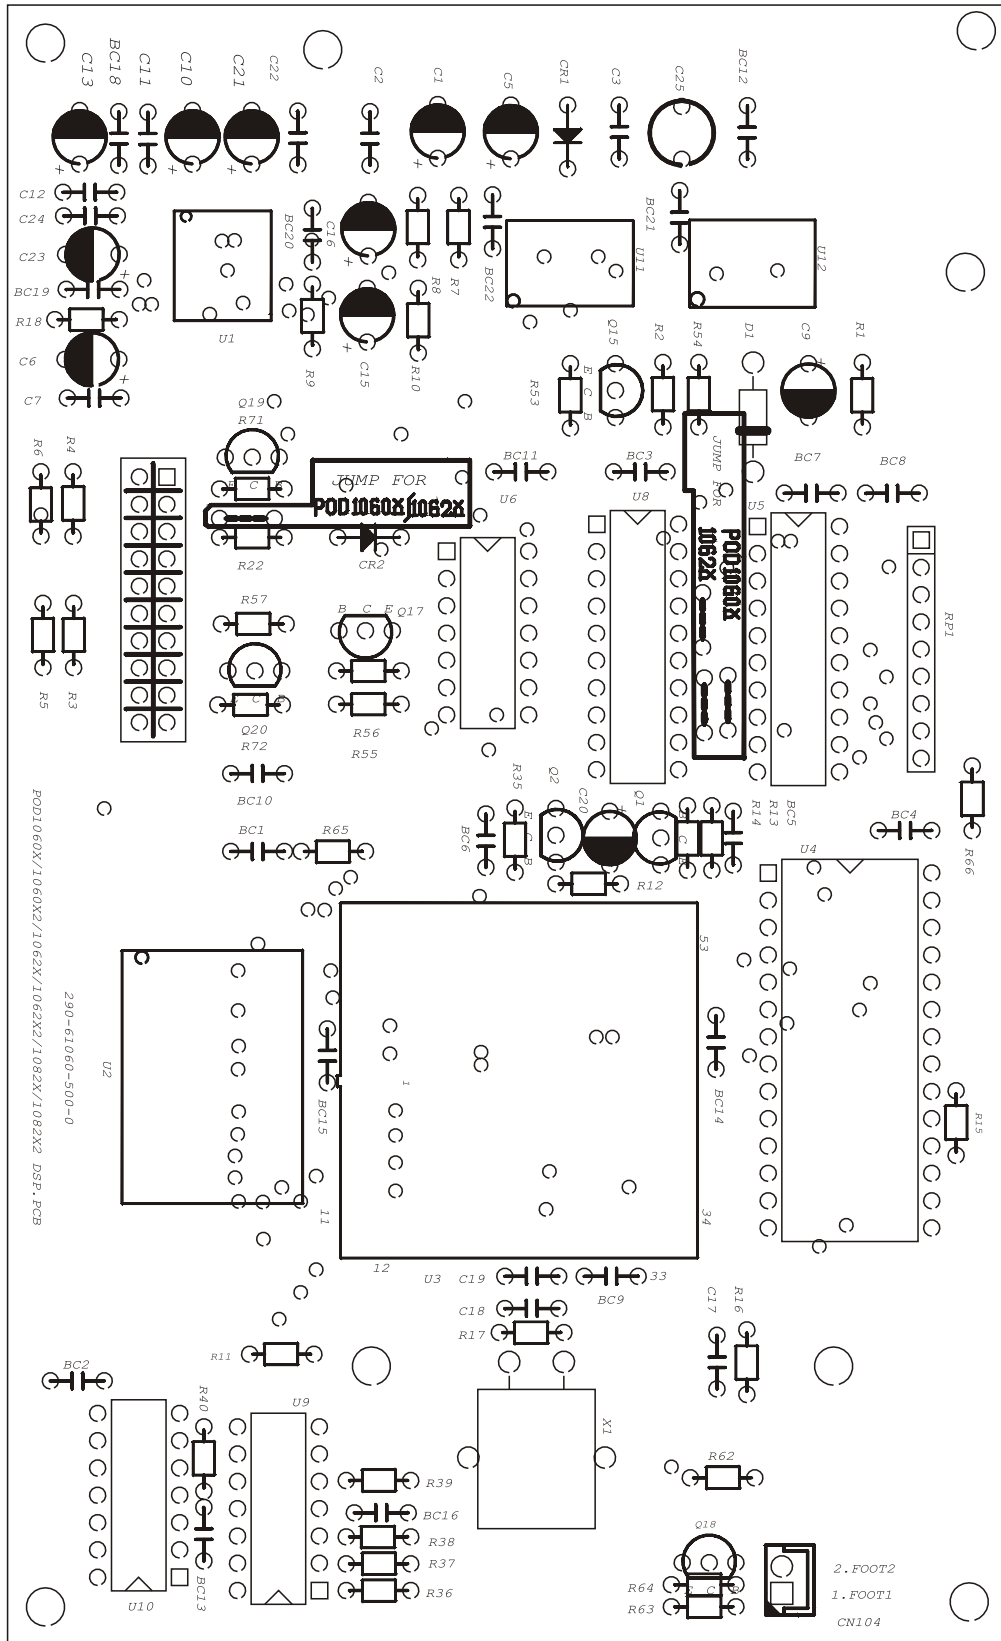 C13
BC18
C11
C10
C21
C22
C2
C1
C5
CR1
C3
C25
BC12
+
+
+
+
+
C12
C24
C23
+
BC19
R18
C6
+
C7
U1
BC20
C16
+
R8
R7
BC22
U11
BC21
U12
R9
C15
+
R10
Q15
R2
R54
D1
C9
+
R1
R53
E
C
B
Q19
R71
E C B
R6
R4
JUMP FOR
POD1060X/1062X
R22
CR2
BC11
U6
BC3
U8
JUMP FOR
POD1060X
1062X
U5
BC7
BC8
RP1
R57
B C E Q17
R5
R3
E C B
Q20
R72
R56
R55
BC10
BC1
R65
R35
Q2
C20
+
Q1
BC6
E
C
B
E
C
B
R12
R14
R13
BC5
BC4
U4
R66
POD1060X/1060X2/1062X/1062X2/1082X/1082X2 DSP.PCB
290-61060-500-0
U2
BC15
1
53
BC14
R15
11
34
12
U3
C19
33
BC9
C18
R17
C17
R16
R11
BC2
R40
U9
X1
R39
BC16
R38
R37
R36
U10
BC13
R62
Q18
E C B
R64
R63
2.FOOT2
1.FOOT1
CN104